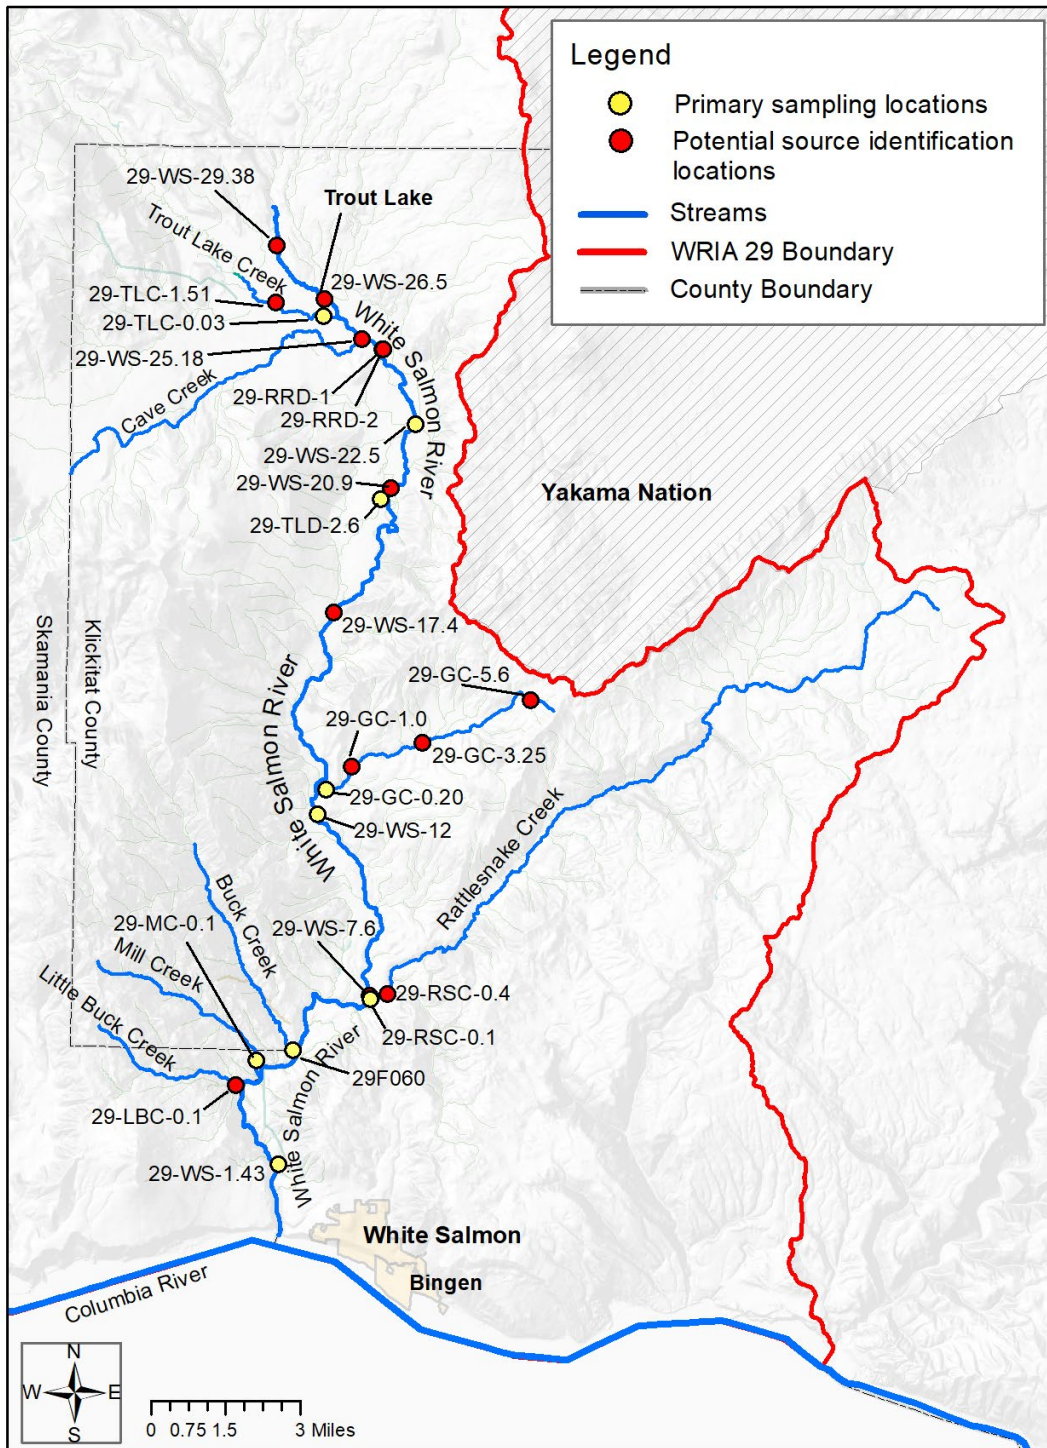 Legend
Primary sampling locations
Potential source identification
locations
Streams
WRIA 29 Boundary
County Boundary
29-WS-29.38
Trout Lake
Trout Lake Creek
29-WS-26.5
29-TLC-1.51
29-TLC-0.03
29-WS-25.18
White Salmon River
29-RRD-1
Cave Creek
29-RRD-2
29-WS-22.5
29-WS-20.9
Yakama Nation
29-TLD-2.6
29-WS-17.4
Skamania County
Klickitat County
29-GC-5.6
White Salmon River
29-GC-1.0
29-GC-3.25
29-GC-0.20
29-WS-12
Rattlesnake Creek
Buck Creek
29-MC-0.1
29-WS-7.6
Mill Creek
Little Buck Creek
29-RSC-0.4
29-RSC-0.1
29F060
White Salmon River
29-LBC-0.1
29-WS-1.43
White Salmon
Bingen
Columbia River
N
W
E
S
0 0.75 1.5 3 Miles